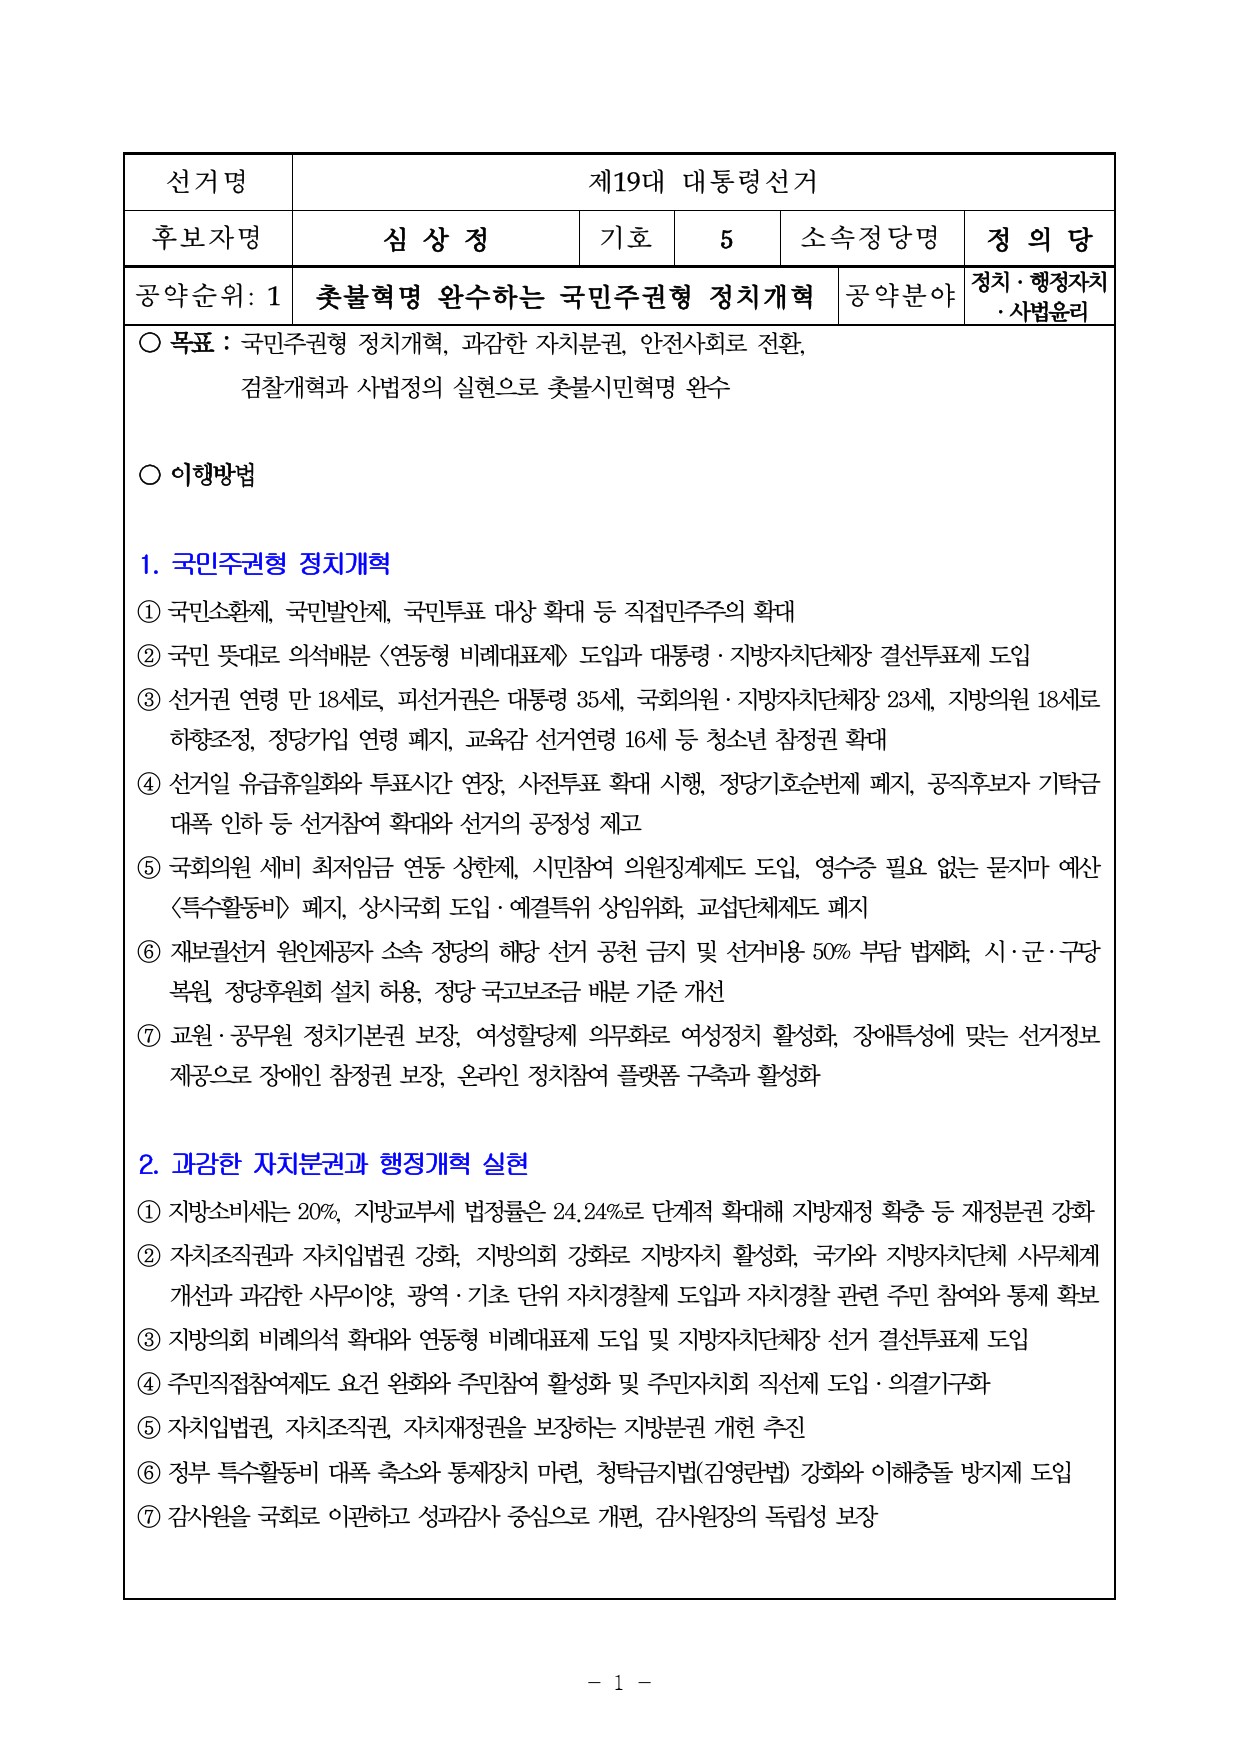 선거명 제19대 대통령선거
후보자명 심 상 정 기호 5 소속정당명 정 의 당
공약순위: 1 촛불혁명 완수하는 국민주권형 정치개혁 공약분야 정치·행정자치
·사법윤리
○ 목표 : 국민주권형 정치개혁, 과감한 자치분권, 안전사회로 전환,
검찰개혁과 사법정의 실현으로 촛불시민혁명 완수
○ 이행방법
1. 국민주권형 정치개혁
① 국민소환제, 국민발안제, 국민투표 대상 확대 등 직접민주주의 확대
② 국민 뜻대로 의석배분 〈연동형 비례대표제〉 도입과 대통령·지방자치단체장 결선투표제 도입
③ 선거권 연령 만 18세로, 피선거권은 대통령 35세, 국회의원·지방자치단체장 23세, 지방의원 18세로
하향조정, 정당가입 연령 폐지, 교육감 선거연령 16세 등 청소년 참정권 확대
④ 선거일 유급휴일화와 투표시간 연장, 사전투표 확대 시행, 정당기호순번제 폐지, 공직후보자 기탁금
대폭 인하 등 선거참여 확대와 선거의 공정성 제고
⑤ 국회의원 세비 최저임금 연동 상한제, 시민참여 의원징계제도 도입, 영수증 필요 없는 묻지마 예산
〈특수활동비〉 폐지, 상시국회 도입·예결특위 상임위화, 교섭단체제도 폐지
⑥ 재보궐선거 원인제공자 소속 정당의 해당 선거 공천 금지 및 선거비용 50% 부담 법제화, 시·군·구당
복원, 정당후원회 설치 허용, 정당 국고보조금 배분 기준 개선
⑦ 교원·공무원 정치기본권 보장, 여성할당제 의무화로 여성정치 활성화, 장애특성에 맞는 선거정보
제공으로 장애인 참정권 보장, 온라인 정치참여 플랫폼 구축과 활성화
2. 과감한 자치분권과 행정개혁 실현
① 지방소비세는 20%, 지방교부세 법정률은 24.24%로 단계적 확대해 지방재정 확충 등 재정분권 강화
② 자치조직권과 자치입법권 강화, 지방의회 강화로 지방자치 활성화, 국가와 지방자치단체 사무체계
개선과 과감한 사무이양, 광역·기초 단위 자치경찰제 도입과 자치경찰 관련 주민 참여와 통제 확보
③ 지방의회 비례의석 확대와 연동형 비례대표제 도입 및 지방자치단체장 선거 결선투표제 도입
④ 주민직접참여제도 요건 완화와 주민참여 활성화 및 주민자치회 직선제 도입·의결기구화
⑤ 자치입법권, 자치조직권, 자치재정권을 보장하는 지방분권 개헌 추진
⑥ 정부 특수활동비 대폭 축소와 통제장치 마련, 청탁금지법(김영란법) 강화와 이해충돌 방지제 도입
⑦ 감사원을 국회로 이관하고 성과감사 중심으로 개편, 감사원장의 독립성 보장
- 1 -